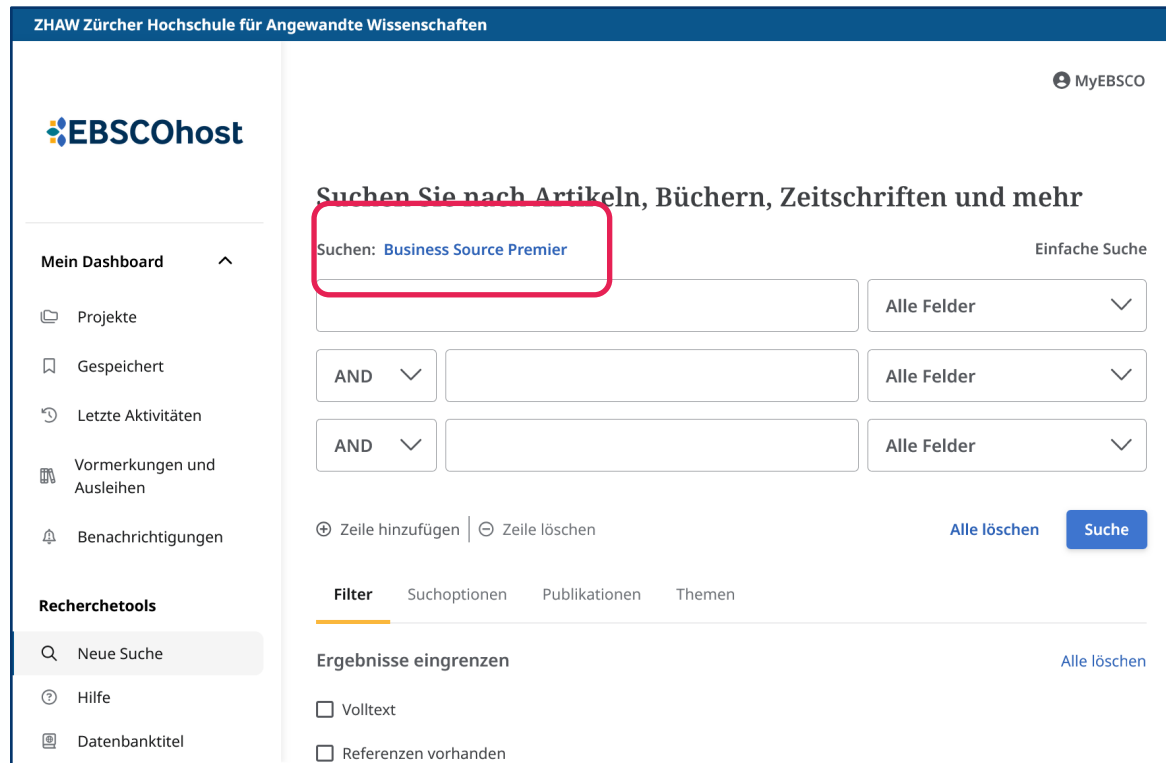 ZHAW Zürcher Hochschule für Angewandte Wissenschaften
MyEBSCO
EBSCOhost
Mein Dashboard
Projekte
Gespeichert
Letzte Aktivitäten
Vormerkungen und
Ausleihen
Benachrichtigungen
Recherchetools
Neue Suche
Hilfe
Datenbanktitel
Suchen Sie nach Artikeln, Büchern, Zeitschriften und mehr
Suchen: Business Source Premier
Einfache Suche
Alle Felder
AND
Alle Felder
AND
Alle Felder
Zeile hinzufügen
Zeile löschen
Alle löschen
Suche
Filter
Suchoptionen
Publikationen
Themen
Ergebnisse eingrenzen
Alle löschen
Volltext
Referenzen vorhanden